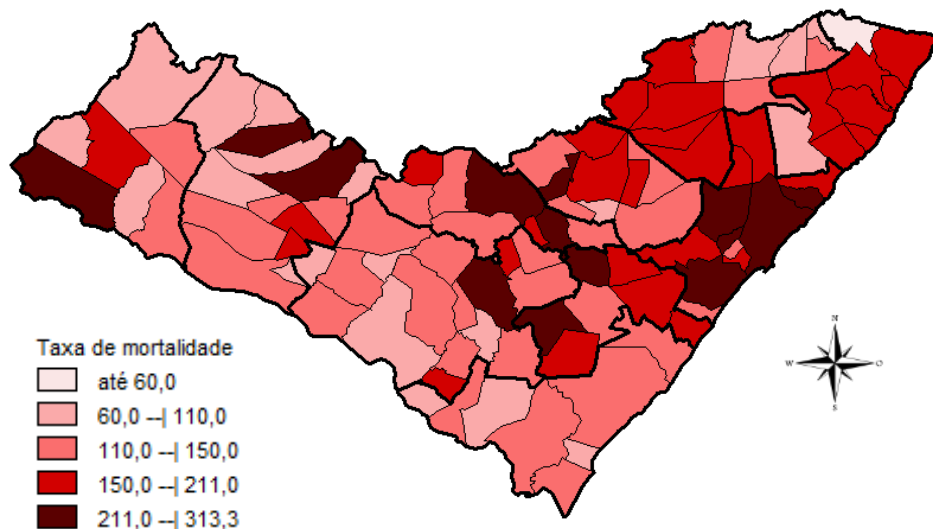 N
W
O
S
Taxa de mortalidade
até 60,0
60,0 --| 110,0
110,0 --| 150,0
150,0 --| 211,0
211,0 --| 313,3